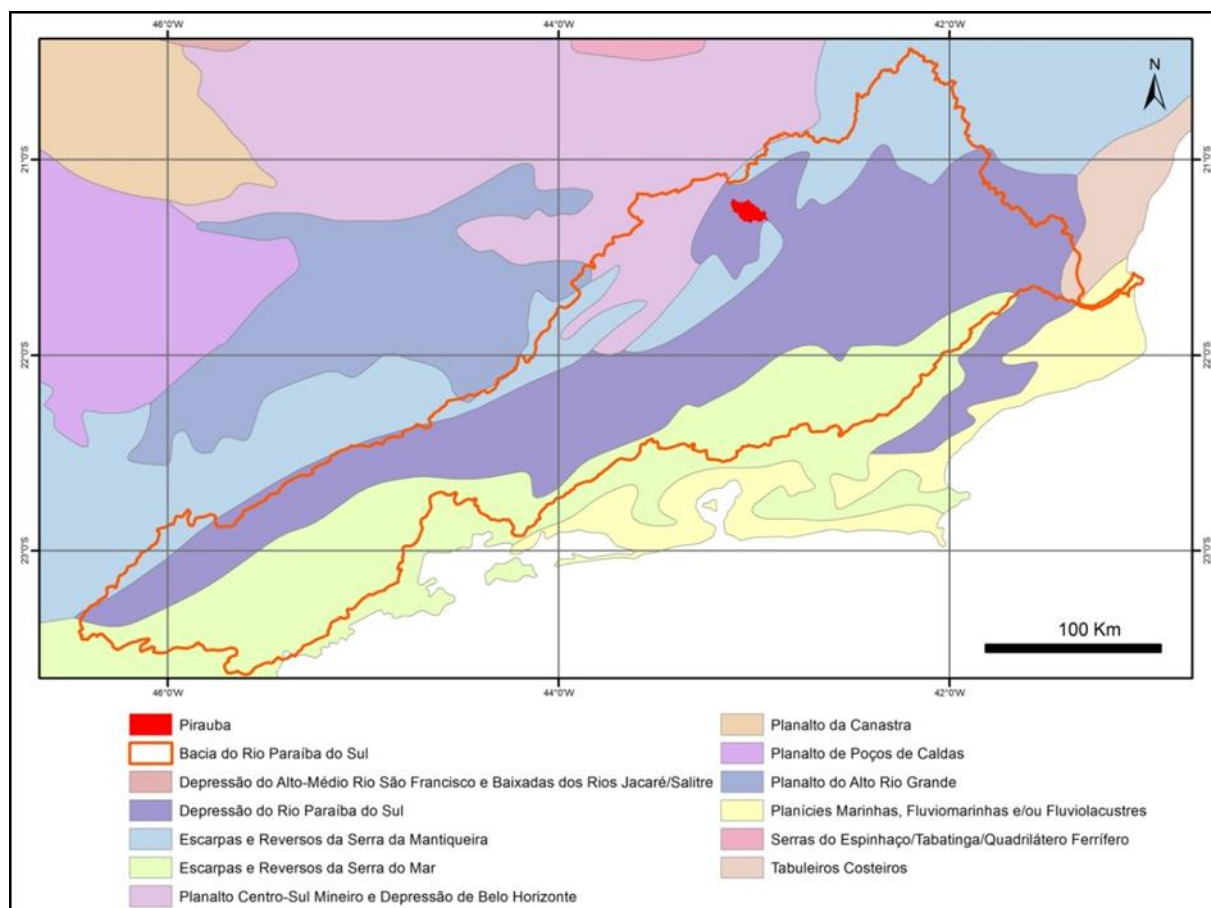 46°0'W
44°0'W
42°0'W
N
21°0'S
21°0'S
22°0'S
22°0'S
23°0'S
23°0'S
100 Km
46°0'W
44°0'W
42°0'W
Pirauba
Bacia do Rio Paraíba do Sul
Depressão do Alto-Médio Rio São Francisco e Baixadas dos Rios Jacaré/Salitre
Depressão do Rio Paraíba do Sul
Escarpas e Reversos da Serra da Mantiqueira
Escarpas e Reversos da Serra do Mar
Planalto Centro-Sul Mineiro e Depressão de Belo Horizonte
Planalto da Canastra
Planalto de Poços de Caldas
Planalto do Alto Rio Grande
Planícies Marinhas, Fluviomarinhas e/ou Fluviolacustres
Serras do Espinhaço/Tabatinga/Quadrilátero Ferrífero
Tabuleiros Costeiros